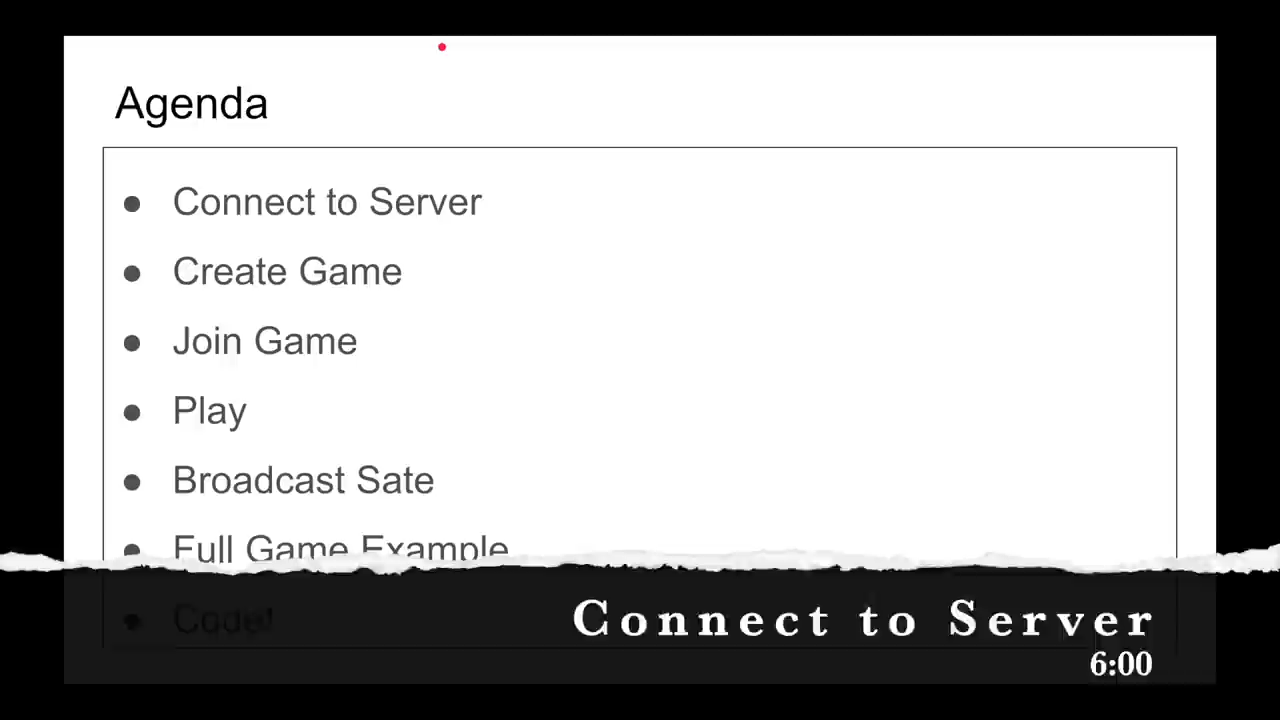 Agenda
● Connect to Server
● Create Game
● Join Game
● Play
● Broadcast Sate
● Full Game Example
● Code!
Connect to Server
6:00